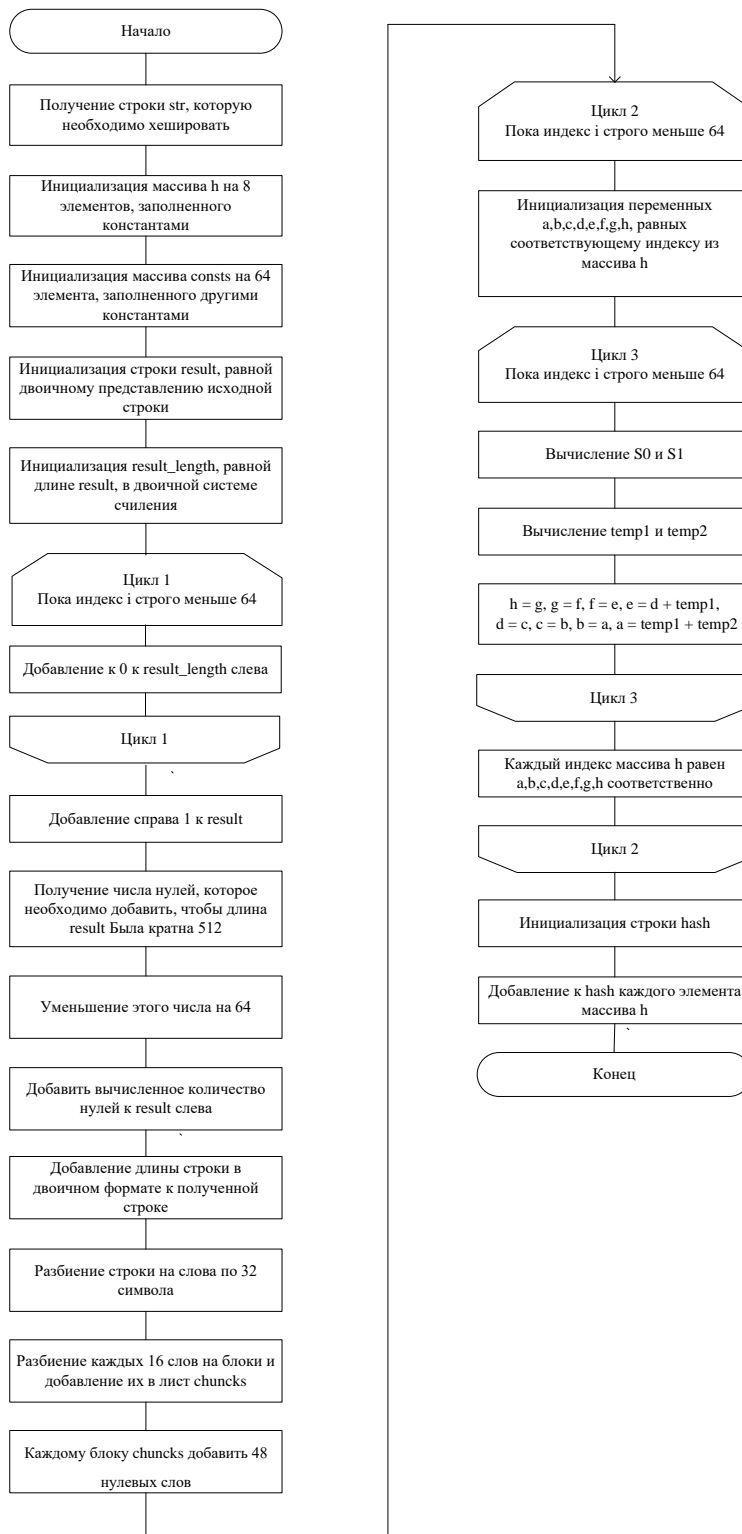 Начало
Получение строки str, которую
необходимо хешировать
Инициализация массива h на 8
элементов, заполненного
константами
Инициализация массива consts на 64
элемента, заполненного другими
константами
Инициализация строки result, равной
двоичному представлению исходной
строки
Инициализация result_length, равной
длине result, в двоичной системе
счиления
Цикл 1
Пока индекс i строго меньше 64
Добавление к 0 к result_length слева
Цикл 1
Добавление справа 1 к result
Получение числа нулей, которое
необходимо добавить, чтобы длина
result Была кратна 512
Уменьшение этого числа на 64
Добавить вычисленное количество
нулей к result слева
Добавление длины строки в
двоичном формате к полученной
строке
Разбиение строки на слова по 32
символа
Разбиение каждых 16 слов на блоки и
добавление их в лист chuncks
Каждому блоку chuncks добавить 48
нулевых слов
Цикл 2
Пока индекс i строго меньше 64
Инициализация переменных
a,b,c,d,e,f,g,h, равных
соответствующему индексу из
массива h
Цикл 3
Пока индекс i строго меньше 64
Вычисление S0 и S1
Вычисление temp1 и temp2
h = g, g = f, f = e, e = d + temp1,
d = c, c = b, b = a, a = temp1 + temp2
Цикл 3
Каждый индекс массива h равен
a,b,c,d,e,f,g,h соответственно
Цикл 2
Инициализация строки hash
Добавление к hash каждого элемента
массива h
Конец